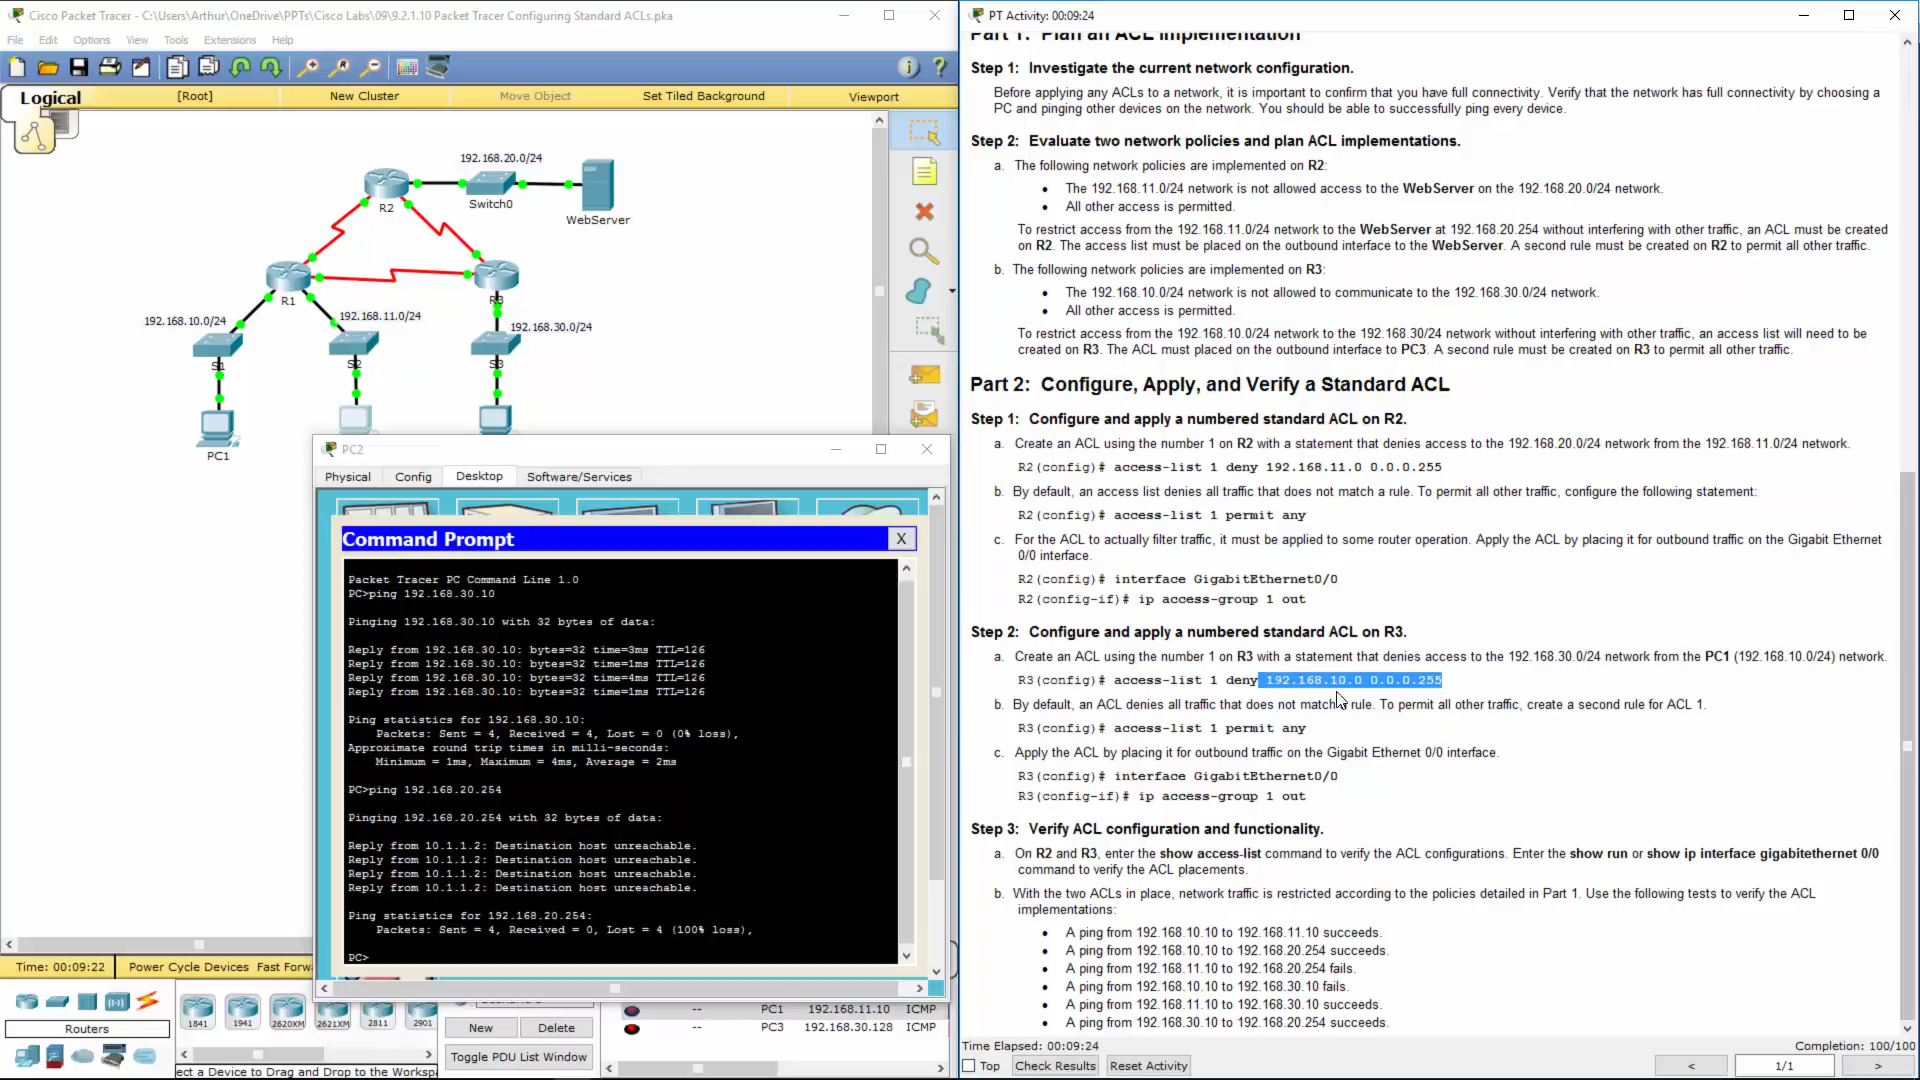 Cisco Packet Tracer - C:\Users\Arthur\OneDrive\PPTs\Cisco Labs\09\9.2.1.10 Packet Tracer Configuring Standard ACLs.pka
File Edit Options View Tools Extensions Help
Logical
[Root]
New Cluster
Move Object
Set Tiled Background
Viewport
192.168.20.0/24
R2
Switch0
WebServer
R1
R3
192.168.10.0/24
192.168.11.0/24
192.168.30.0/24
S1
S2
S3
PC1
PC2
Physical Config Desktop Software/Services
Command Prompt
X
Packet Tracer PC Command Line 1.0
PC>ping 192.168.30.10
Pinging 192.168.30.10 with 32 bytes of data:
Reply from 192.168.30.10: bytes=32 time=3ms TTL=126
Reply from 192.168.30.10: bytes=32 time=1ms TTL=126
Reply from 192.168.30.10: bytes=32 time=4ms TTL=126
Reply from 192.168.30.10: bytes=32 time=1ms TTL=126
Ping statistics for 192.168.30.10:
Packets: Sent = 4, Received = 4, Lost = 0 (0% loss),
Approximate round trip times in milli-seconds:
Minimum = 1ms, Maximum = 4ms, Average = 2ms
PC>ping 192.168.20.254
Pinging 192.168.20.254 with 32 bytes of data:
Reply from 10.1.1.2: Destination host unreachable.
Reply from 10.1.1.2: Destination host unreachable.
Reply from 10.1.1.2: Destination host unreachable.
Reply from 10.1.1.2: Destination host unreachable.
Ping statistics for 192.168.20.254:
Packets: Sent = 4, Received = 0, Lost = 4 (100% loss),
PC>
Time: 00:09:22
Power Cycle Devices Fast Forw
1841 1941 2620XM 2621XM 2811 2901
Routers
New
Delete
Toggle PDU List Window
-- PC1 192.168.11.10 ICMP
-- PC3 192.168.30.128 ICMP
ect a Device to Drag and Drop to the Workspa
PT Activity: 00:09:24
Part 1: Plan an ACL Implementation
Step 1: Investigate the current network configuration.
Before applying any ACLs to a network, it is important to confirm that you have full connectivity. Verify that the network has full connectivity by choosing a
PC and pinging other devices on the network. You should be able to successfully ping every device.
Step 2: Evaluate two network policies and plan ACL implementations.
a. The following network policies are implemented on R2:
• The 192.168.11.0/24 network is not allowed access to the WebServer on the 192.168.20.0/24 network.
• All other access is permitted.
To restrict access from the 192.168.11.0/24 network to the WebServer at 192.168.20.254 without interfering with other traffic, an ACL must be created
on R2. The access list must be placed on the outbound interface to the WebServer. A second rule must be created on R2 to permit all other traffic.
b. The following network policies are implemented on R3:
• The 192.168.10.0/24 network is not allowed to communicate to the 192.168.30.0/24 network.
• All other access is permitted.
To restrict access from the 192.168.10.0/24 network to the 192.168.30/24 network without interfering with other traffic, an access list will need to be
created on R3. The ACL must placed on the outbound interface to PC3. A second rule must be created on R3 to permit all other traffic.
Part 2: Configure, Apply, and Verify a Standard ACL
Step 1: Configure and apply a numbered standard ACL on R2.
a. Create an ACL using the number 1 on R2 with a statement that denies access to the 192.168.20.0/24 network from the 192.168.11.0/24 network.
R2(config)# access-list 1 deny 192.168.11.0 0.0.0.255
b. By default, an access list denies all traffic that does not match a rule. To permit all other traffic, configure the following statement:
R2(config)# access-list 1 permit any
c. For the ACL to actually filter traffic, it must be applied to some router operation. Apply the ACL by placing it for outbound traffic on the Gigabit Ethernet
0/0 interface.
R2(config)# interface GigabitEthernet0/0
R2(config-if)# ip access-group 1 out
Step 2: Configure and apply a numbered standard ACL on R3.
a. Create an ACL using the number 1 on R3 with a statement that denies access to the 192.168.30.0/24 network from the PC1 (192.168.10.0/24) network.
R3(config)# access-list 1 deny 192.168.10.0 0.0.0.255
b. By default, an ACL denies all traffic that does not match rule. To permit all other traffic, create a second rule for ACL 1.
R3(config)# access-list 1 permit any
c. Apply the ACL by placing it for outbound traffic on the Gigabit Ethernet 0/0 interface.
R3(config)# interface GigabitEthernet0/0
R3(config-if)# ip access-group 1 out
Step 3: Verify ACL configuration and functionality.
a. On R2 and R3, enter the show access-list command to verify the ACL configurations. Enter the show run or show ip interface gigabitethernet 0/0
command to verify the ACL placements.
b. With the two ACLs in place, network traffic is restricted according to the policies detailed in Part 1. Use the following tests to verify the ACL
implementations:
• A ping from 192.168.10.10 to 192.168.11.10 succeeds.
• A ping from 192.168.10.10 to 192.168.20.254 succeeds.
• A ping from 192.168.11.10 to 192.168.20.254 fails.
• A ping from 192.168.10.10 to 192.168.30.10 fails.
• A ping from 192.168.11.10 to 192.168.30.10 succeeds.
• A ping from 192.168.30.10 to 192.168.20.254 succeeds.
Time Elapsed: 00:09:24
Completion: 100/100
Top
Check Results
Reset Activity
<
1/1
>